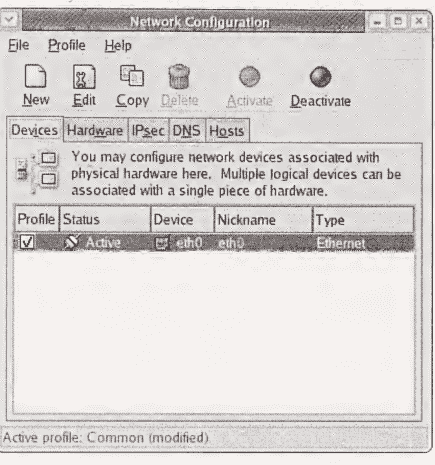 Network Configuration
File Profile Help
New Edit Copy Delete Activate Deactivate
Devices Hardware IPsec DNS Hosts
You may configure network devices associated with
physical hardware here. Multiple logical devices can be
associated with a single piece of hardware.
Profile Status Device Nickname Type
Active eth0 eth0 Ethernet
Active profile: Common (modified)